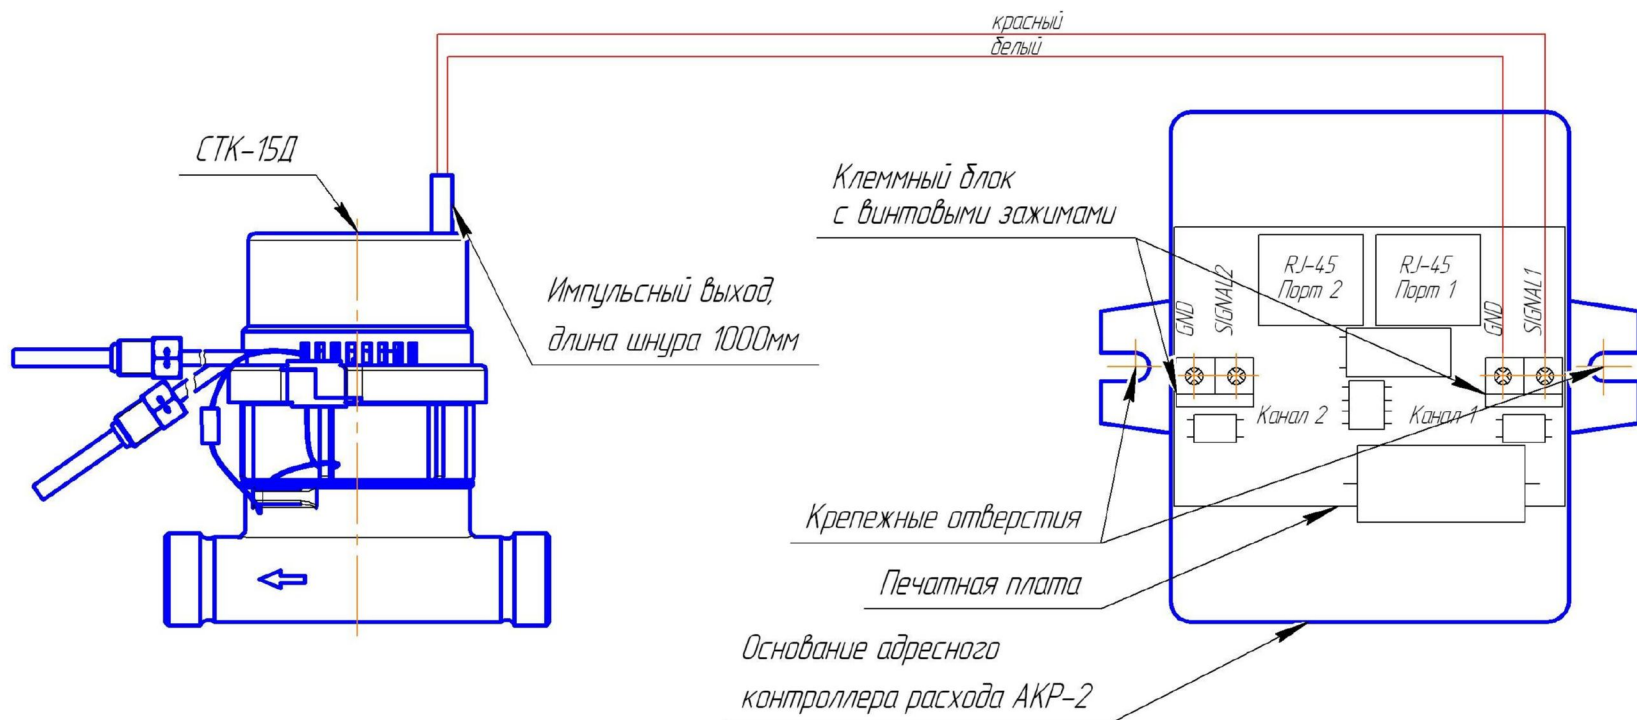 красный
белый
СТК-15Д
Клеммный блок
с винтовыми зажимами
Импульсный выход,
длина шнура 1000мм
RJ-45
Порт 2
RJ-45
Порт 1
GND
SIGNAL2
GND
SIGNAL1
Канал 2
Канал 1
Крепежные отверстия
Печатная плата
Основание адресного
контроллера расхода АКР-2